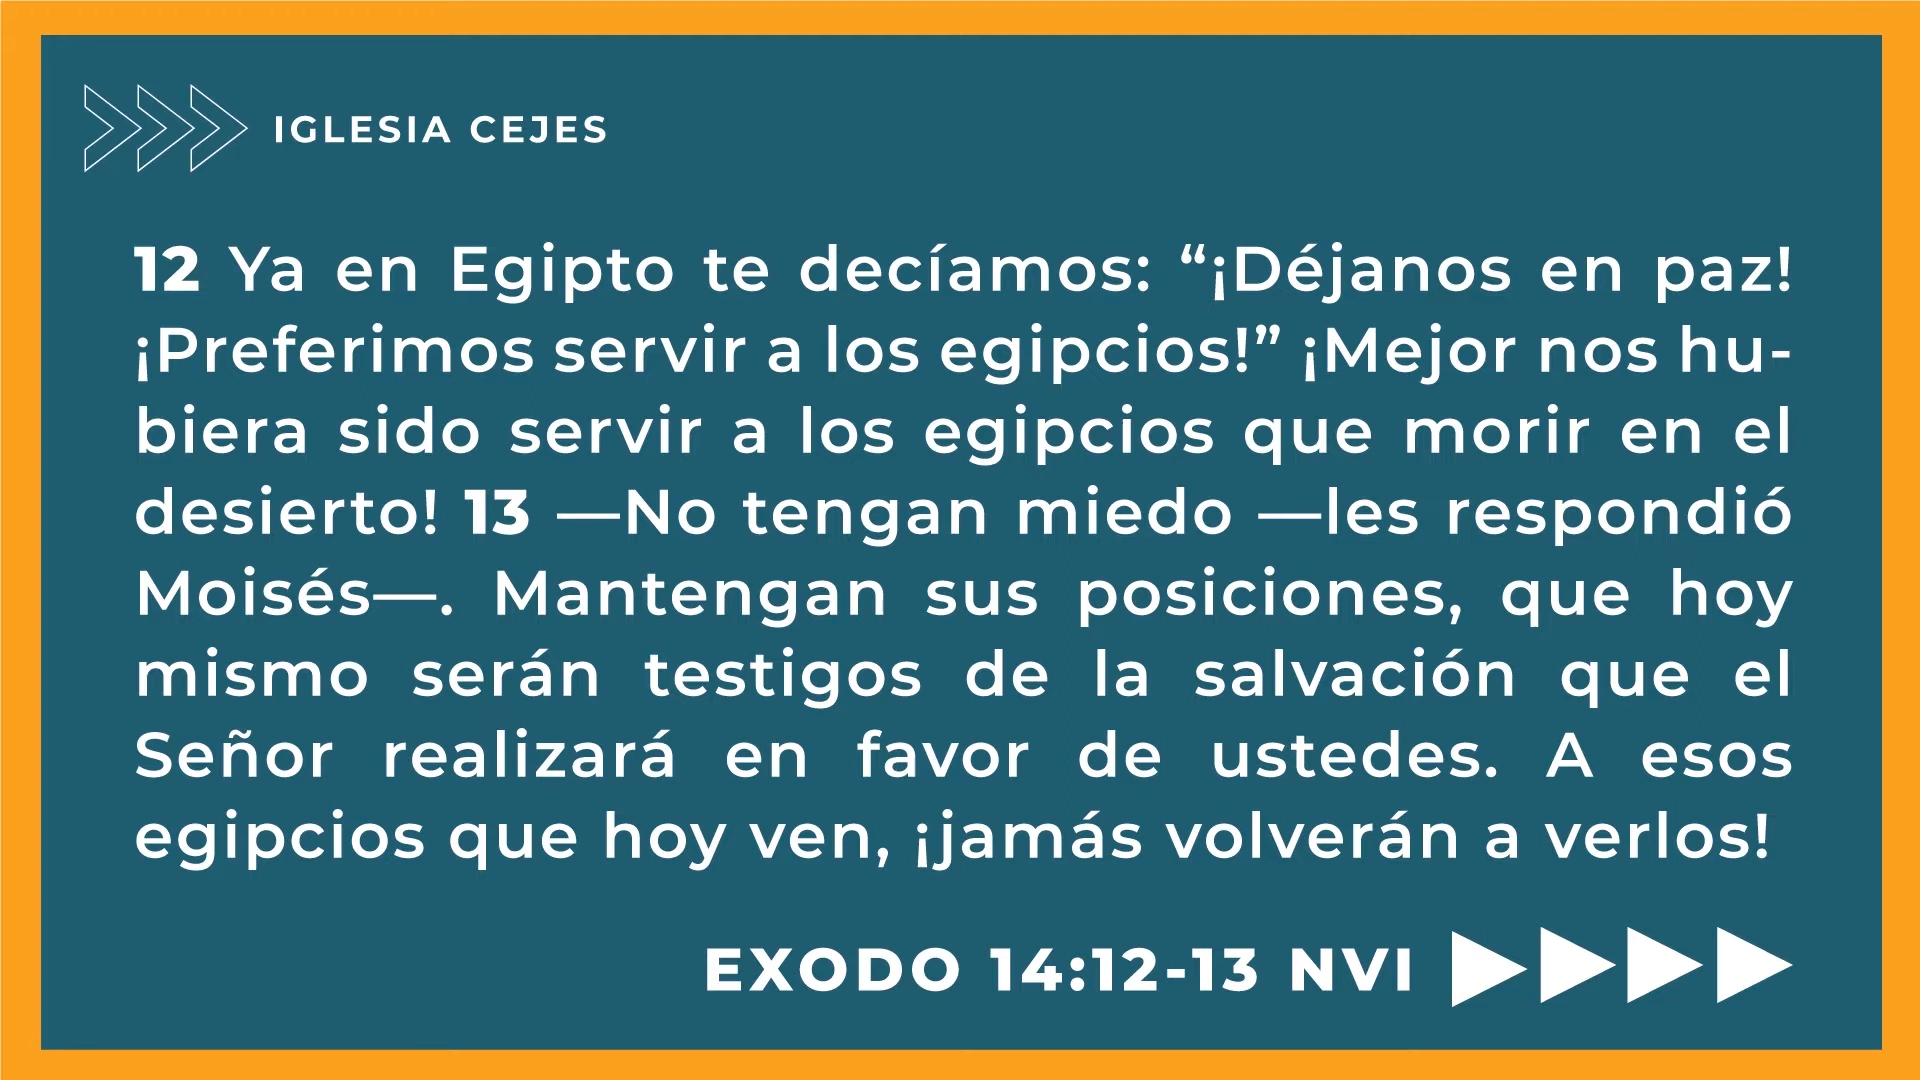 IGLESIA CEJES
12 Ya en Egipto te decíamos: “¡Déjanos en paz!
¡Preferimos servir a los egipcios!” ¡Mejor nos hu-
biera sido servir a los egipcios que morir en el
desierto! 13 —No tengan miedo —les respondió
Moisés—. Mantengan sus posiciones, que hoy
mismo serán testigos de la salvación que el
Señor realizará en favor de ustedes. A esos
egipcios que hoy ven, ¡jamás volverán a verlos!
EXODO 14:12-13 NVI